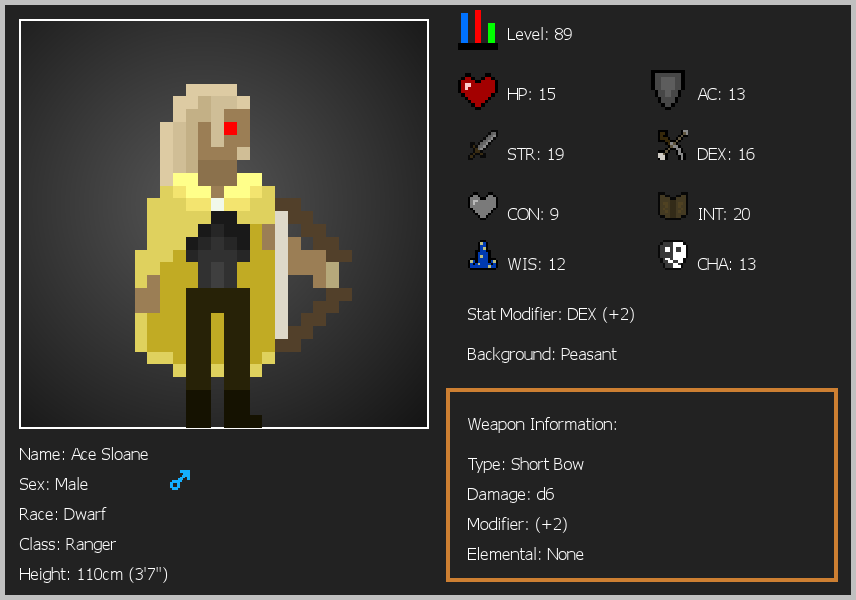 Level: 89
HP: 15
AC: 13
STR: 19
DEX: 16
CON: 9
INT: 20
WIS: 12
CHA: 13
Stat Modifier: DEX (+2)
Background: Peasant
Weapon Information:
Type: Short Bow
Damage: d6
Modifier: (+2)
Elemental: None
Name: Ace Sloane
Sex: Male
Race: Dwarf
Class: Ranger
Height: 110cm (3'7")